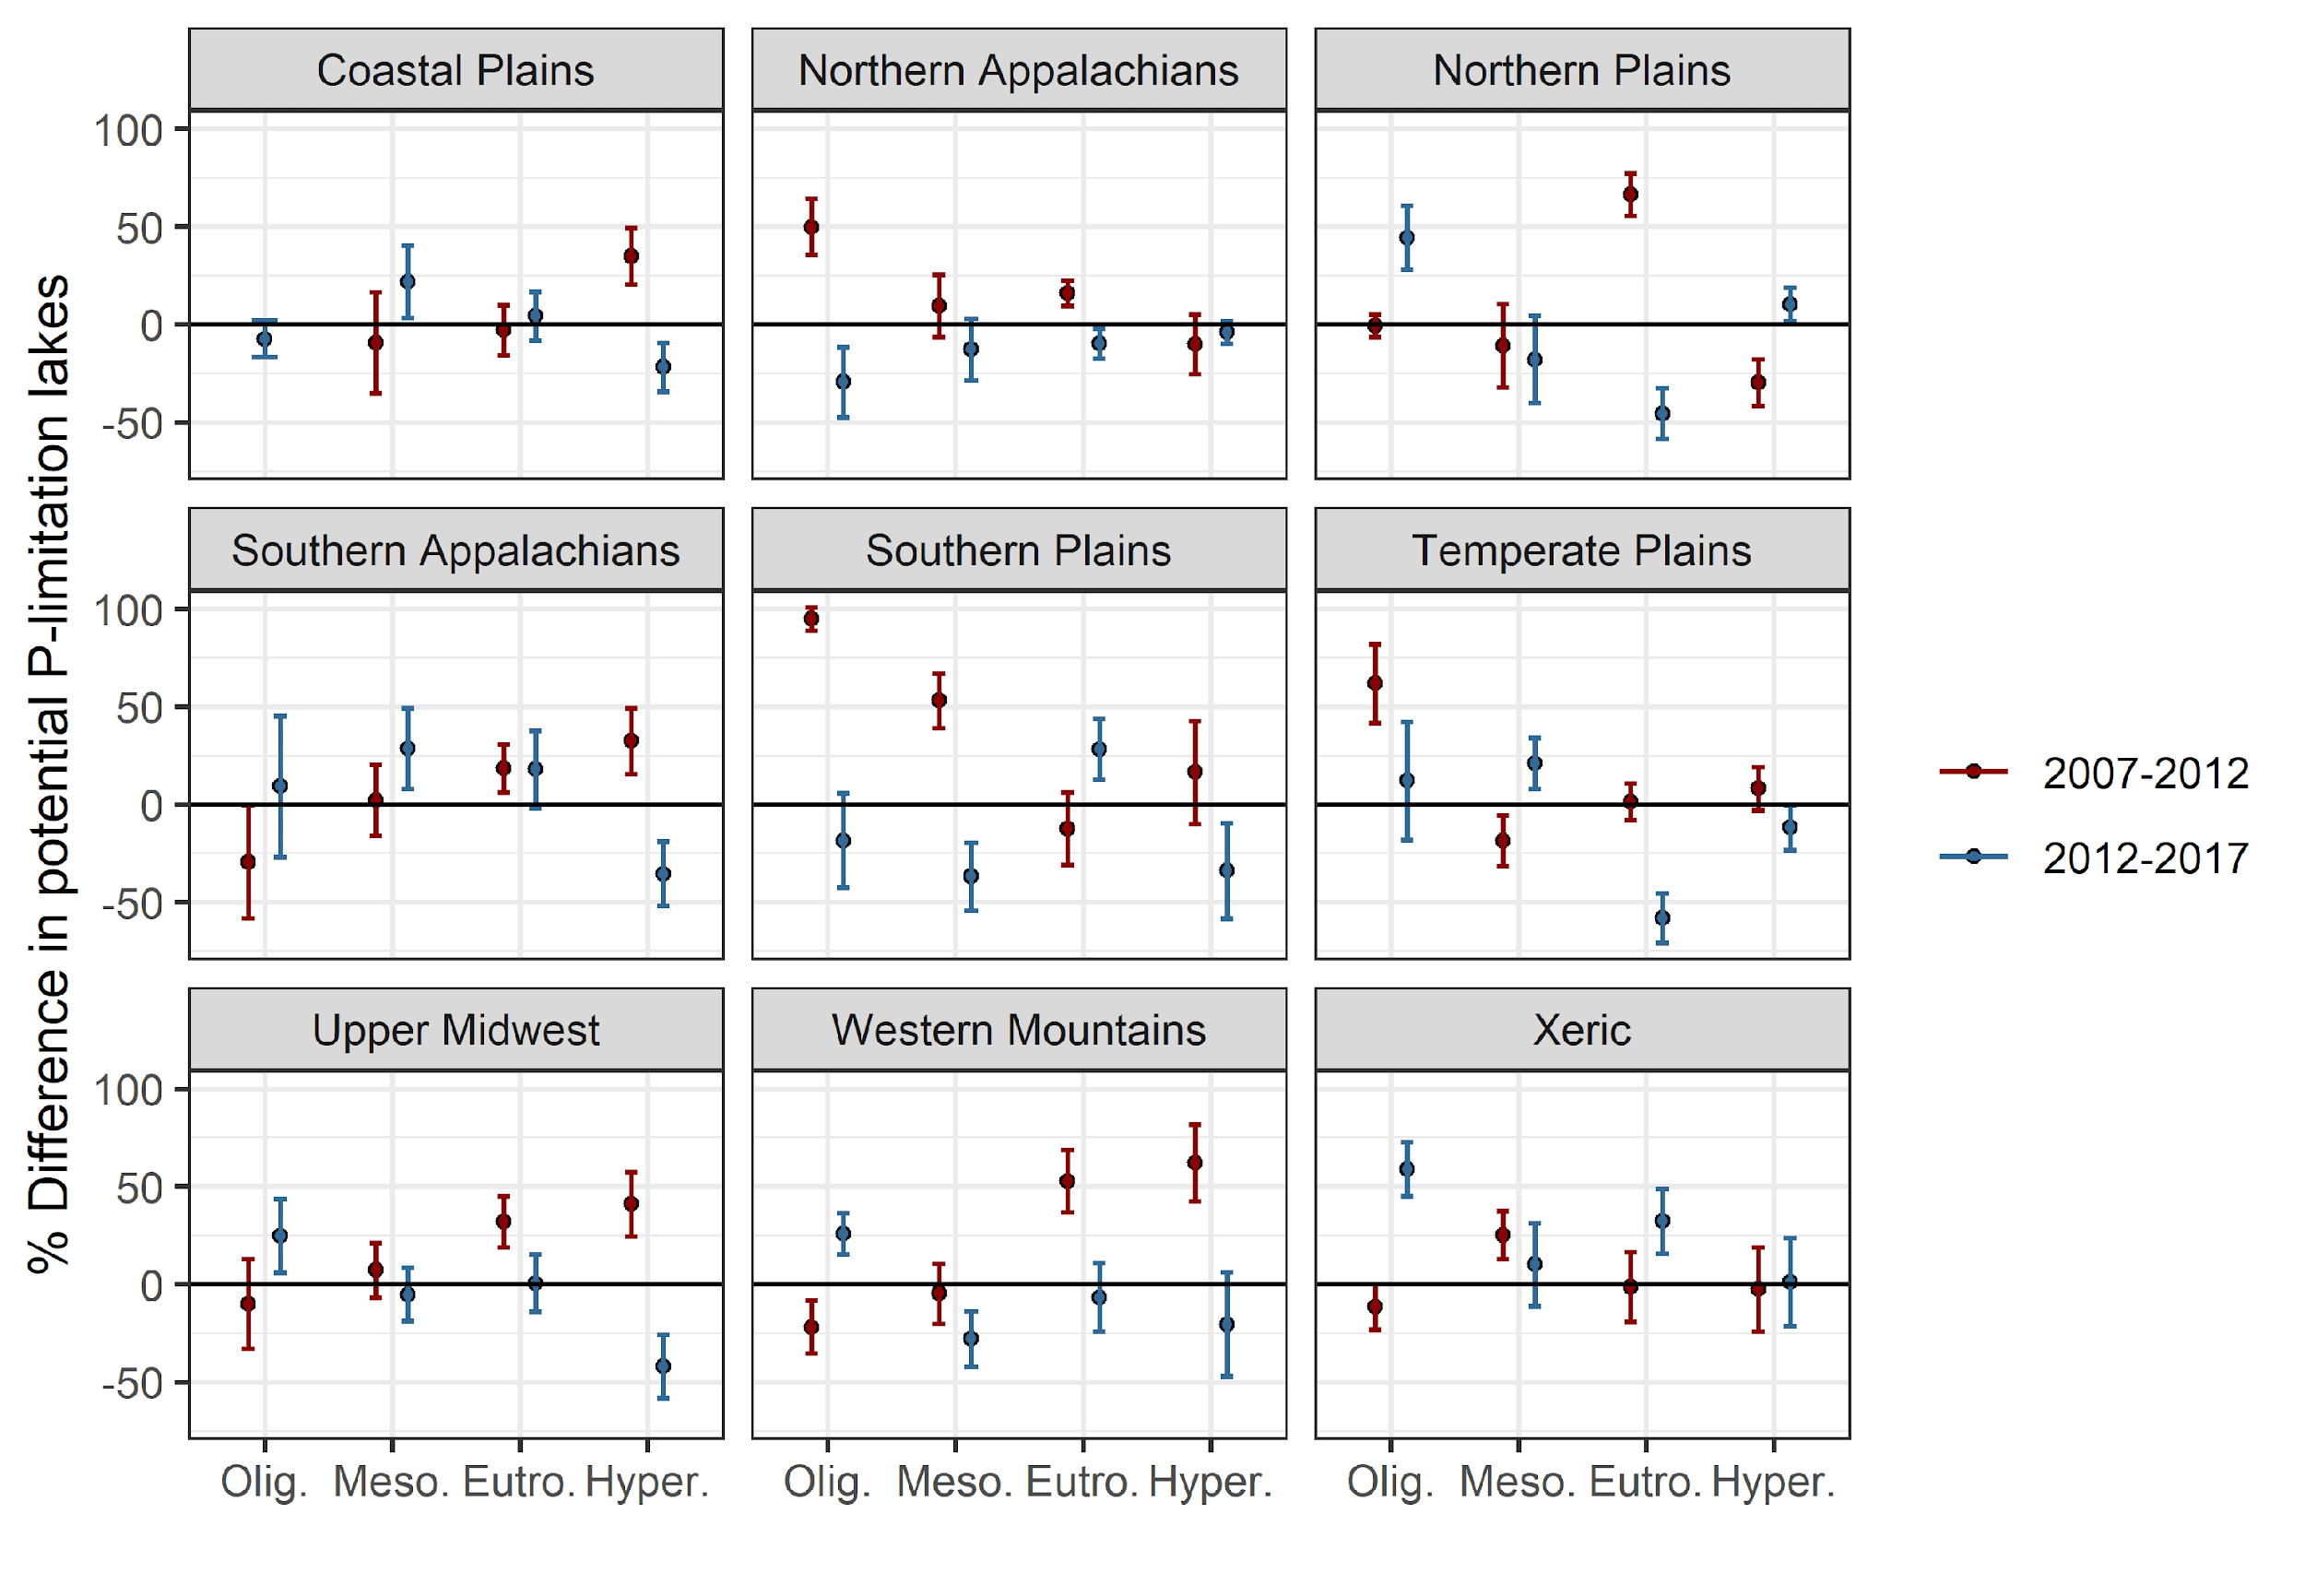 % Difference in potential P-limitation lakes
Coastal Plains
Northern Appalachians
Northern Plains
100
50
0
-50
Southern Appalachians
Southern Plains
Temperate Plains
100
50
0
-50
Upper Midwest
Western Mountains
Xeric
100
50
0
-50
Olig. Meso. Eutro. Hyper.
Olig. Meso. Eutro. Hyper.
Olig. Meso. Eutro. Hyper.
2007-2012
2012-2017